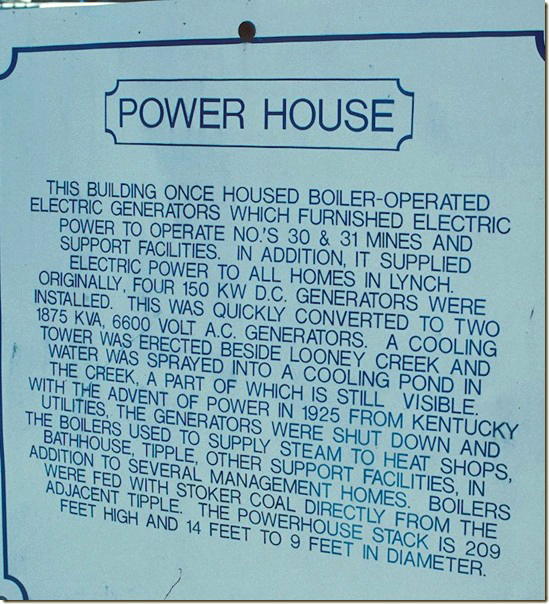 POWER HOUSE
THIS BUILDING ONCE HOUSED BOILER-OPERATED
ELECTRIC GENERATORS WHICH FURNISHED ELECTRIC
POWER TO OPERATE NO.'S 30 & 31 MINES AND
SUPPORT FACILITIES. IN ADDITION, IT SUPPLIED
ELECTRIC POWER TO ALL HOMES IN LYNCH.
ORIGINALLY, FOUR 150 KW D.C. GENERATORS WERE
INSTALLED. THIS WAS QUICKLY CONVERTED TO TWO
1875 KVA, 6600 VOLT A.C. GENERATORS. A COOLING
TOWER WAS ERECTED BESIDE LOONEY CREEK AND
WATER WAS SPRAYED INTO A COOLING POND IN
THE CREEK, A PART OF WHICH IS STILL VISIBLE.
WITH THE ADVENT OF POWER IN 1925 FROM KENTUCKY
UTILITIES, THE GENERATORS WERE SHUT DOWN AND
THE BOILERS USED TO SUPPLY STEAM TO HEAT SHOPS,
BATHHOUSE, TIPPLE, OTHER SUPPORT FACILITIES, IN
ADDITION TO SEVERAL MANAGEMENT HOMES. BOILERS
WERE FED WITH STOKER COAL DIRECTLY FROM THE
ADJACENT TIPPLE. THE POWERHOUSE STACK IS 209
FEET HIGH AND 14 FEET TO 9 FEET IN DIAMETER.